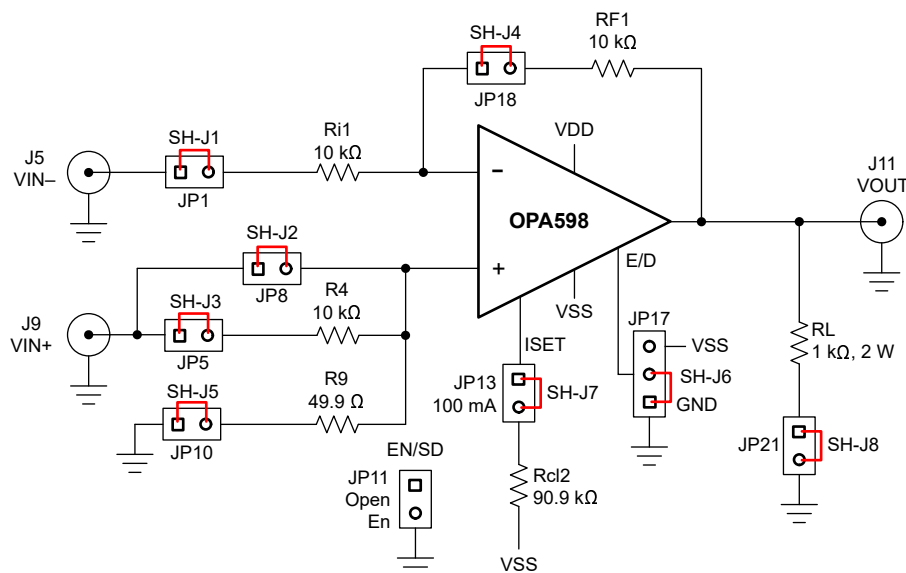 SH-J4
JP18
RF1
10 kΩ
J5
VIN–
SH-J1
JP1
Ri1
10 kΩ
VDD
–
OPA598
+
VSS
E/D
ISET
J11
VOUT
SH-J2
JP8
J9
VIN+
SH-J3
JP5
R4
10 kΩ
SH-J5
JP10
R9
49.9 Ω
JP17
VSS
SH-J6
GND
JP13
100 mA
SH-J7
RL
1 kΩ, 2 W
JP21
SH-J8
EN/SD
JP11
Open
En
Rcl2
90.9 kΩ
VSS